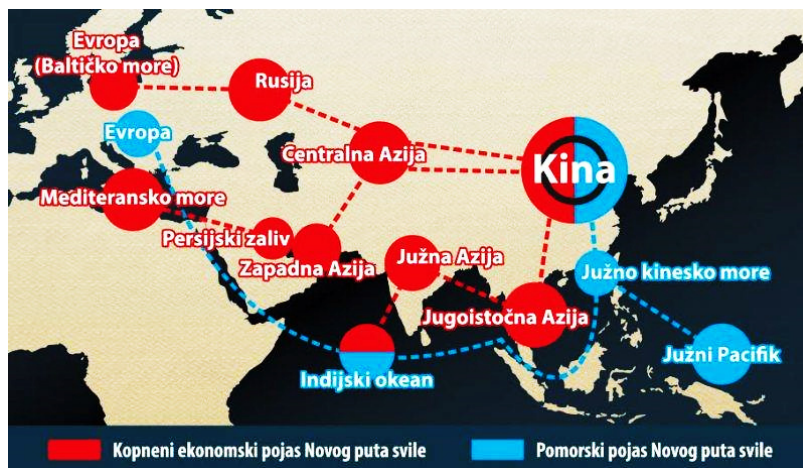 Evropa
(Baltičko more)
Rusija
Evropa
Centralna Azija
Kina
Mediteransko more
Persijski zaliv
Zapadna Azija
Južna Azija
Južno kinesko more
Jugoistočna Azija
Južni Pacifik
Indijski okean
Kopneni ekonomski pojas Novog puta svile
Pomorski pojas Novog puta svile